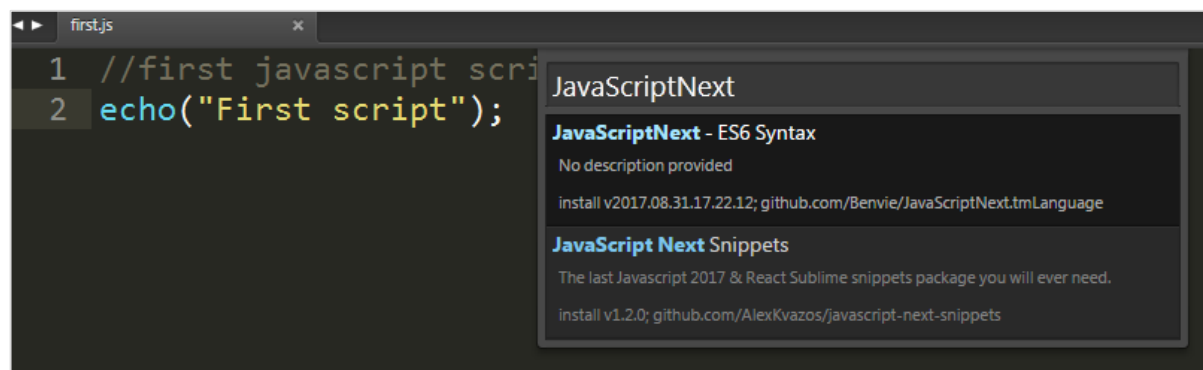 first.js
1 //first javascript scri
2 echo("First script");
JavaScriptNext
JavaScriptNext - ES6 Syntax
No description provided
install v2017.08.31.17.22.12; github.com/Benvie/JavaScriptNext.tmLanguage
JavaScript Next Snippets
The last Javascript 2017 & React Sublime snippets package you will ever need.
install v1.2.0; github.com/AlexKvazos/javascript-next-snippets